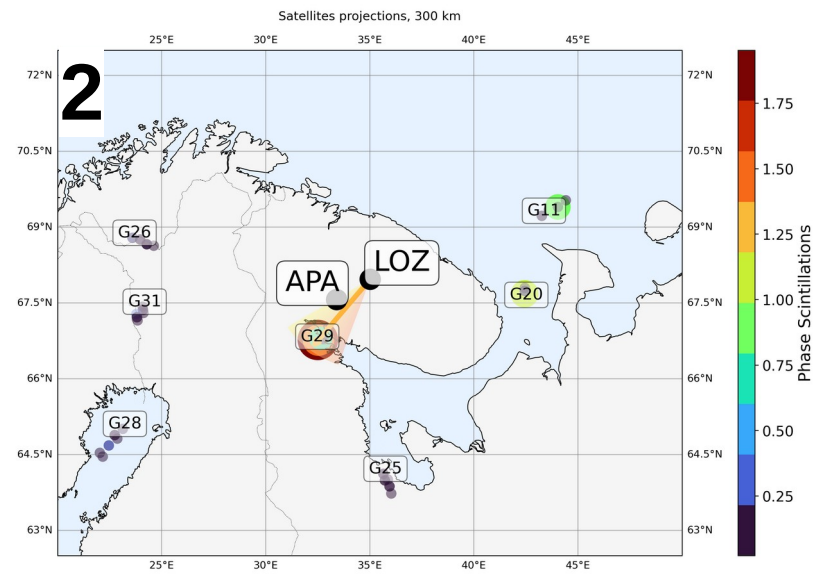 Satellites projections, 300 km
25°E 30°E 35°E 40°E 45°E
2
72°N 72°N
70.5°N 70.5°N
69°N 69°N
67.5°N 67.5°N
66°N 66°N
64.5°N 64.5°N
63°N 63°N
G11
G26
LOZ
APA
G20
G31
G29
G28
G25
25°E 30°E 35°E 40°E 45°E
1.75
1.50
1.25
1.00
0.75
0.50
0.25
Phase Scintillations